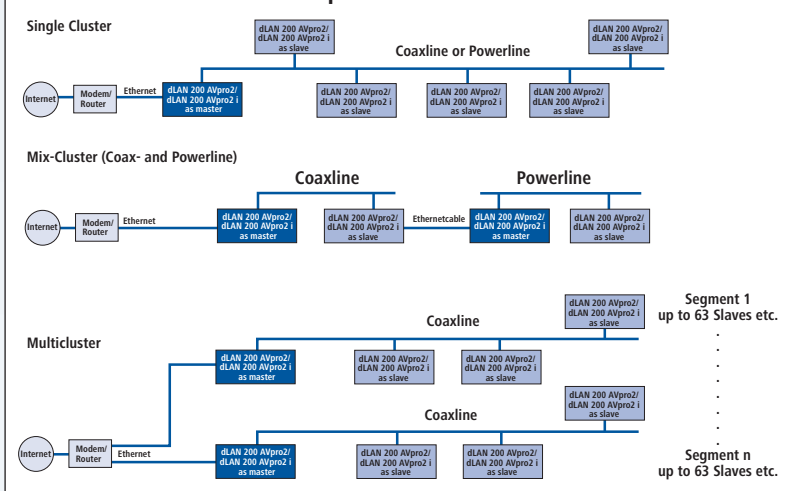 Single Cluster
dLAN 200 AVpro2/
dLAN 200 AVpro2 i
as slave
dLAN 200 AVpro2/
dLAN 200 AVpro2 i
as slave
Coaxline or Powerline
Internet
Modem/
Router
Ethernet
dLAN 200 AVpro2/
dLAN 200 AVpro2 i
as master
dLAN 200 AVpro2/
dLAN 200 AVpro2 i
as slave
dLAN 200 AVpro2/
dLAN 200 AVpro2 i
as slave
dLAN 200 AVpro2/
dLAN 200 AVpro2 i
as slave
Mix-Cluster (Coax- and Powerline)
Coaxline
Powerline
Internet
Modem/
Router
Ethernet
dLAN 200 AVpro2/
dLAN 200 AVpro2 i
as master
dLAN 200 AVpro2/
dLAN 200 AVpro2 i
as slave
Ethernetcable
dLAN 200 AVpro2/
dLAN 200 AVpro2 i
as master
dLAN 200 AVpro2/
dLAN 200 AVpro2 i
as slave
Multicluster
Coaxline
dLAN 200 AVpro2/
dLAN 200 AVpro2 i
as slave
Segment 1
up to 63 Slaves etc.
dLAN 200 AVpro2/
dLAN 200 AVpro2 i
as master
dLAN 200 AVpro2/
dLAN 200 AVpro2 i
as slave
dLAN 200 AVpro2/
dLAN 200 AVpro2 i
as slave
Coaxline
dLAN 200 AVpro2/
dLAN 200 AVpro2 i
as slave
Internet
Modem/
Router
Ethernet
dLAN 200 AVpro2/
dLAN 200 AVpro2 i
as master
dLAN 200 AVpro2/
dLAN 200 AVpro2 i
as slave
dLAN 200 AVpro2/
dLAN 200 AVpro2 i
as slave
Segment n
up to 63 Slaves etc.